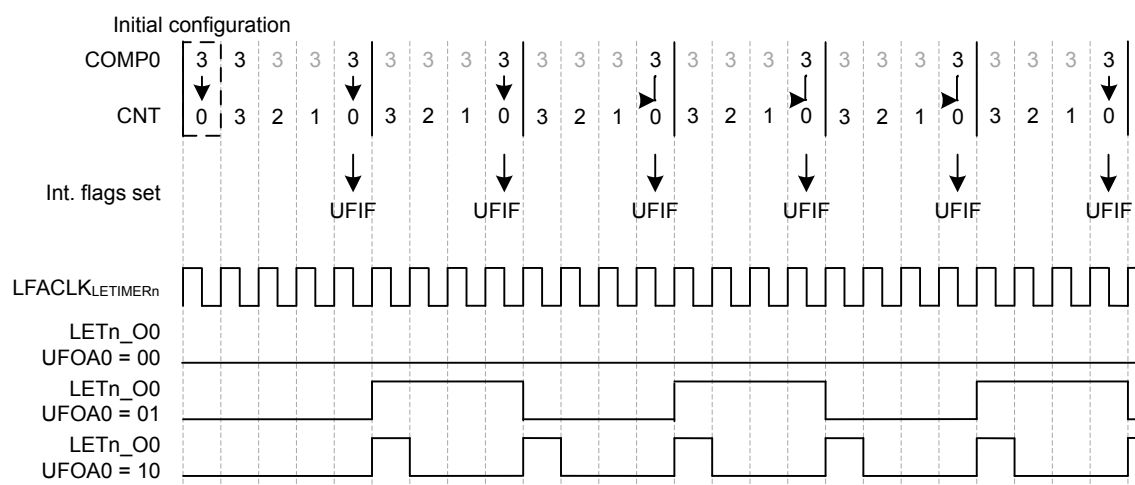 Initial configuration
COMP0 3 3 3 3 3 3 3 3 3 3 3 3 3 3 3 3 3 3 3 3 3 3 3 3 3
CNT 0 3 2 1 0 3 2 1 0 3 2 1 0 3 2 1 0 3 2 1 0 3 2 1 0
Int. flags set
UFIF UFIF UFIF UFIF UFIF UFIF
LFACLKLETIMERn
LETn_O0
UFOA0 = 00
LETn_O0
UFOA0 = 01
LETn_O0
UFOA0 = 10